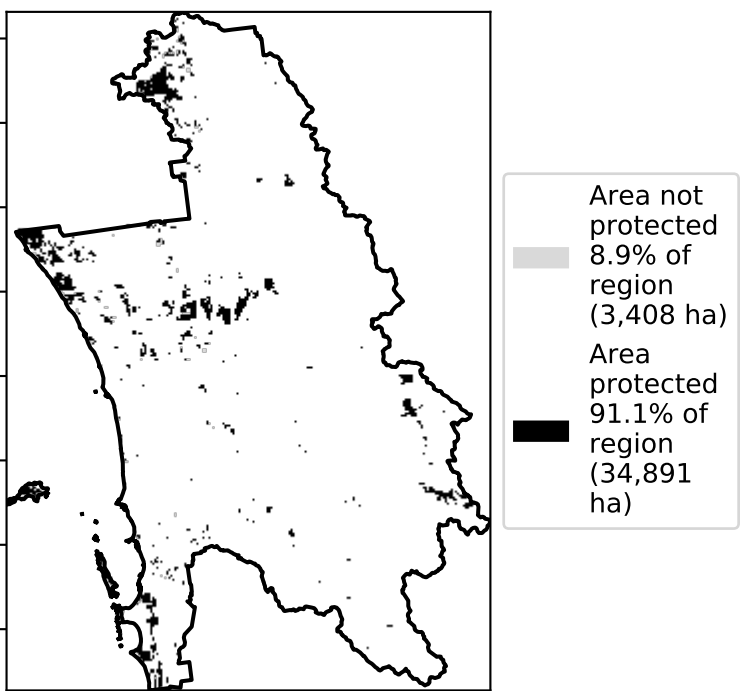 Area not
protected
8.9% of
region
(3,408 ha)
Area
protected
91.1% of
region
(34,891
ha)